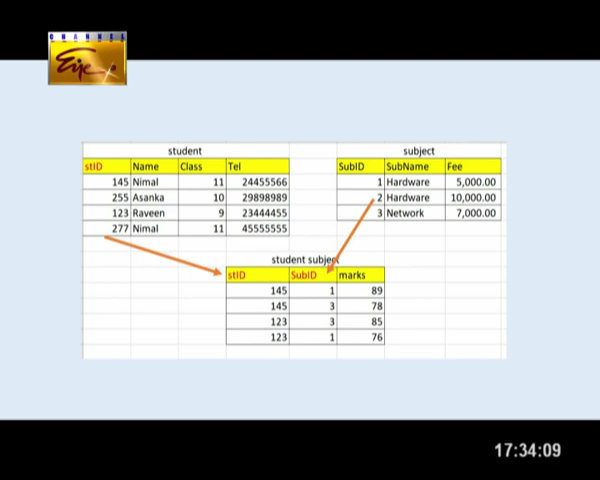 CHANNEL
Eye
student
subject
stID Name Class Tel
SubID SubName Fee
145 Nimal 11 24455566
1 Hardware 5,000.00
255 Asanka 10 29898989
2 Hardware 10,000.00
123 Raveen 9 23444455
3 Network 7,000.00
277 Nimal 11 45555555
student subject
stID SubID marks
145 1 89
145 3 78
123 3 85
123 1 76
17:34:09